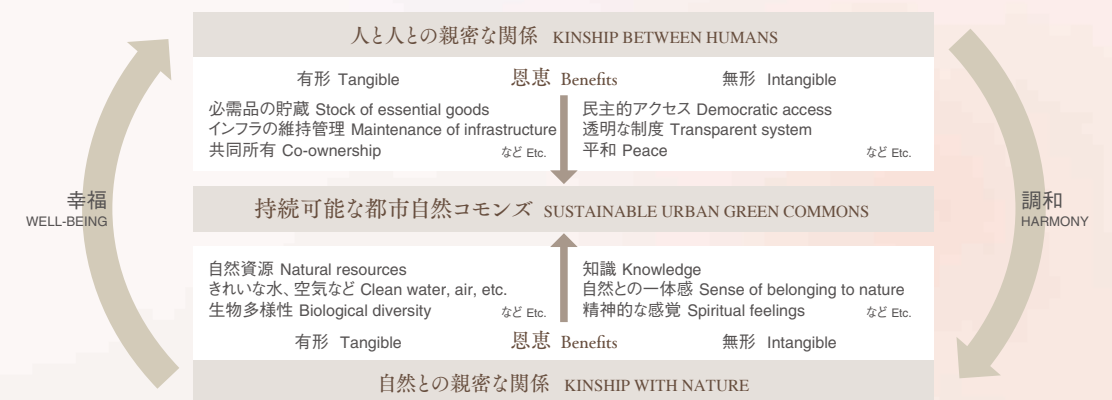 人と人との親密な関係 KINSHIP BETWEEN HUMANS
有形 Tangible 恩恵 Benefits 無形 Intangible
必需品の貯蔵 Stock of essential goods
インフラの維持管理 Maintenance of infrastructure
共同所有 Co-ownership など Etc.
民主的アクセス Democratic access
透明な制度 Transparent system
平和 Peace など Etc.
幸福
WELL-BEING
持続可能な都市自然コモンズ SUSTAINABLE URBAN GREEN COMMONS
調和
HARMONY
自然資源 Natural resources
きれいな水、空気など Clean water, air, etc.
生物多様性 Biological diversity など Etc.
知識 Knowledge
自然との一体感 Sense of belonging to nature
精神的な感覚 Spiritual feelings など Etc.
有形 Tangible 恩恵 Benefits 無形 Intangible
自然との親密な関係 KINSHIP WITH NATURE